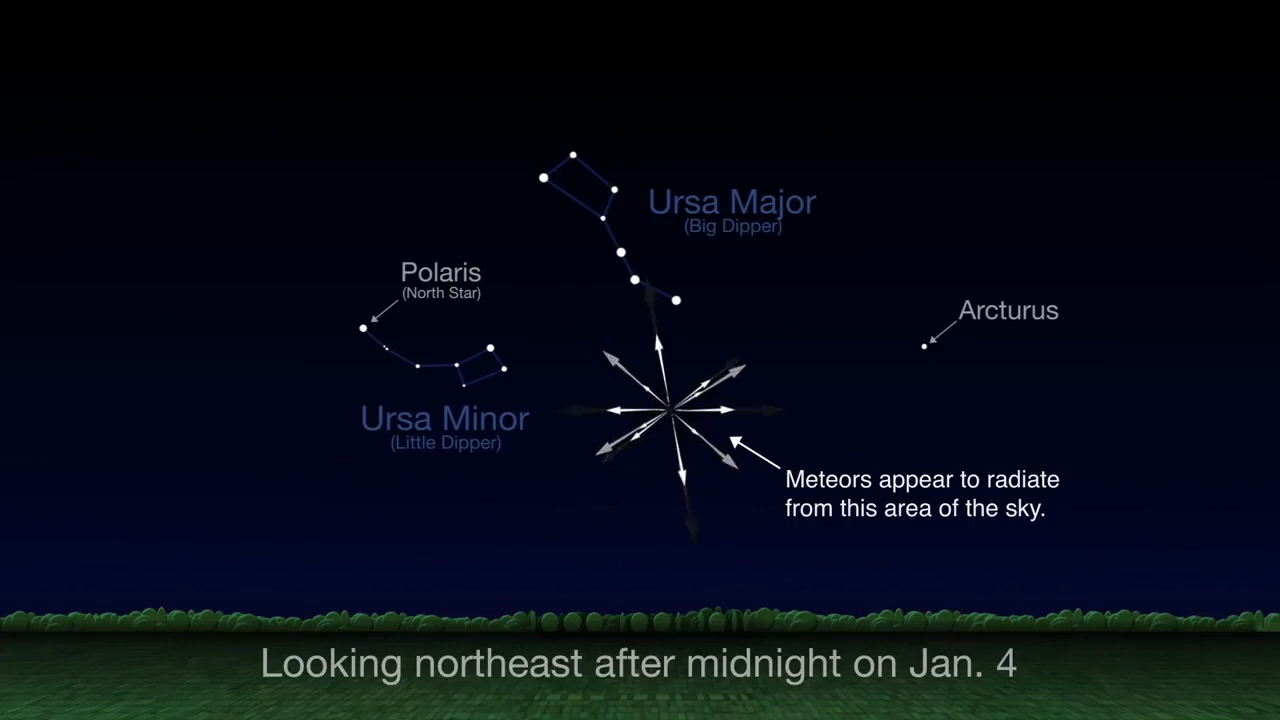 Ursa Major
(Big Dipper)
Polaris
(North Star)
Arcturus
Ursa Minor
(Little Dipper)
Meteors appear to radiate
from this area of the sky.
Looking northeast after midnight on Jan. 4